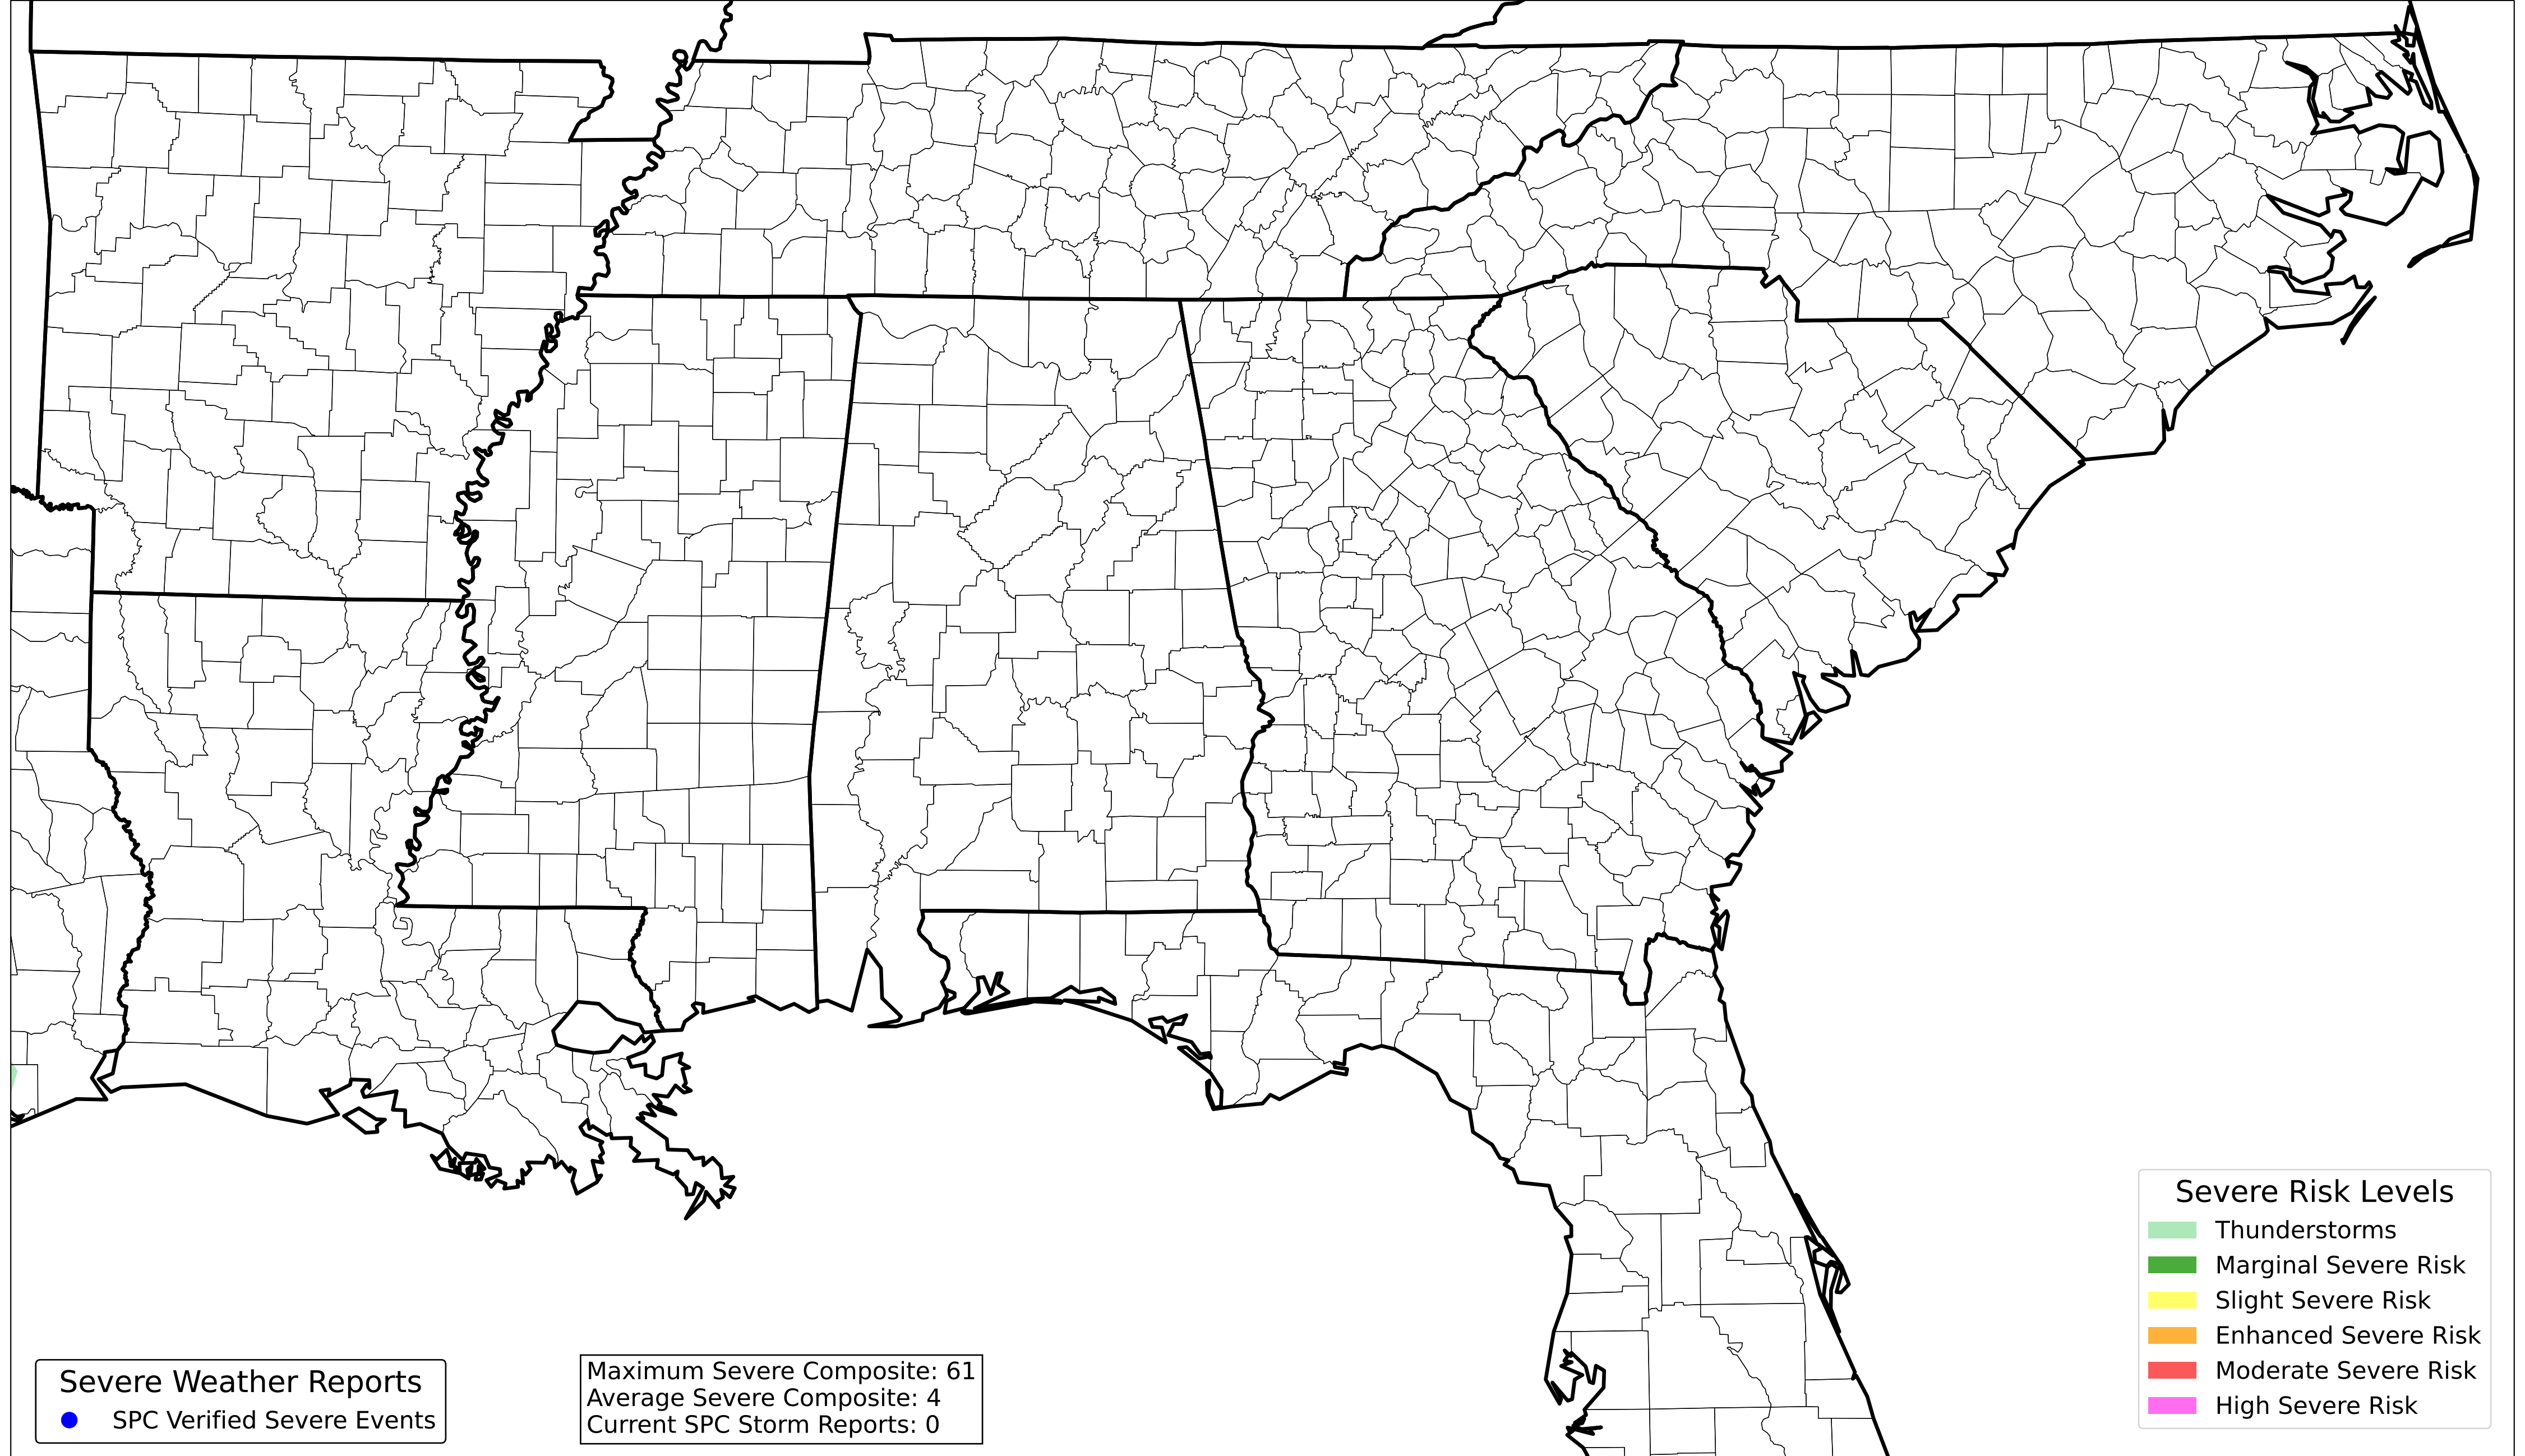 Severe Risk Levels
Thunderstorms
Marginal Severe Risk
Slight Severe Risk
Enhanced Severe Risk
Moderate Severe Risk
High Severe Risk
Severe Weather Reports
SPC Verified Severe Events
Maximum Severe Composite: 61
Average Severe Composite: 4
Current SPC Storm Reports: 0